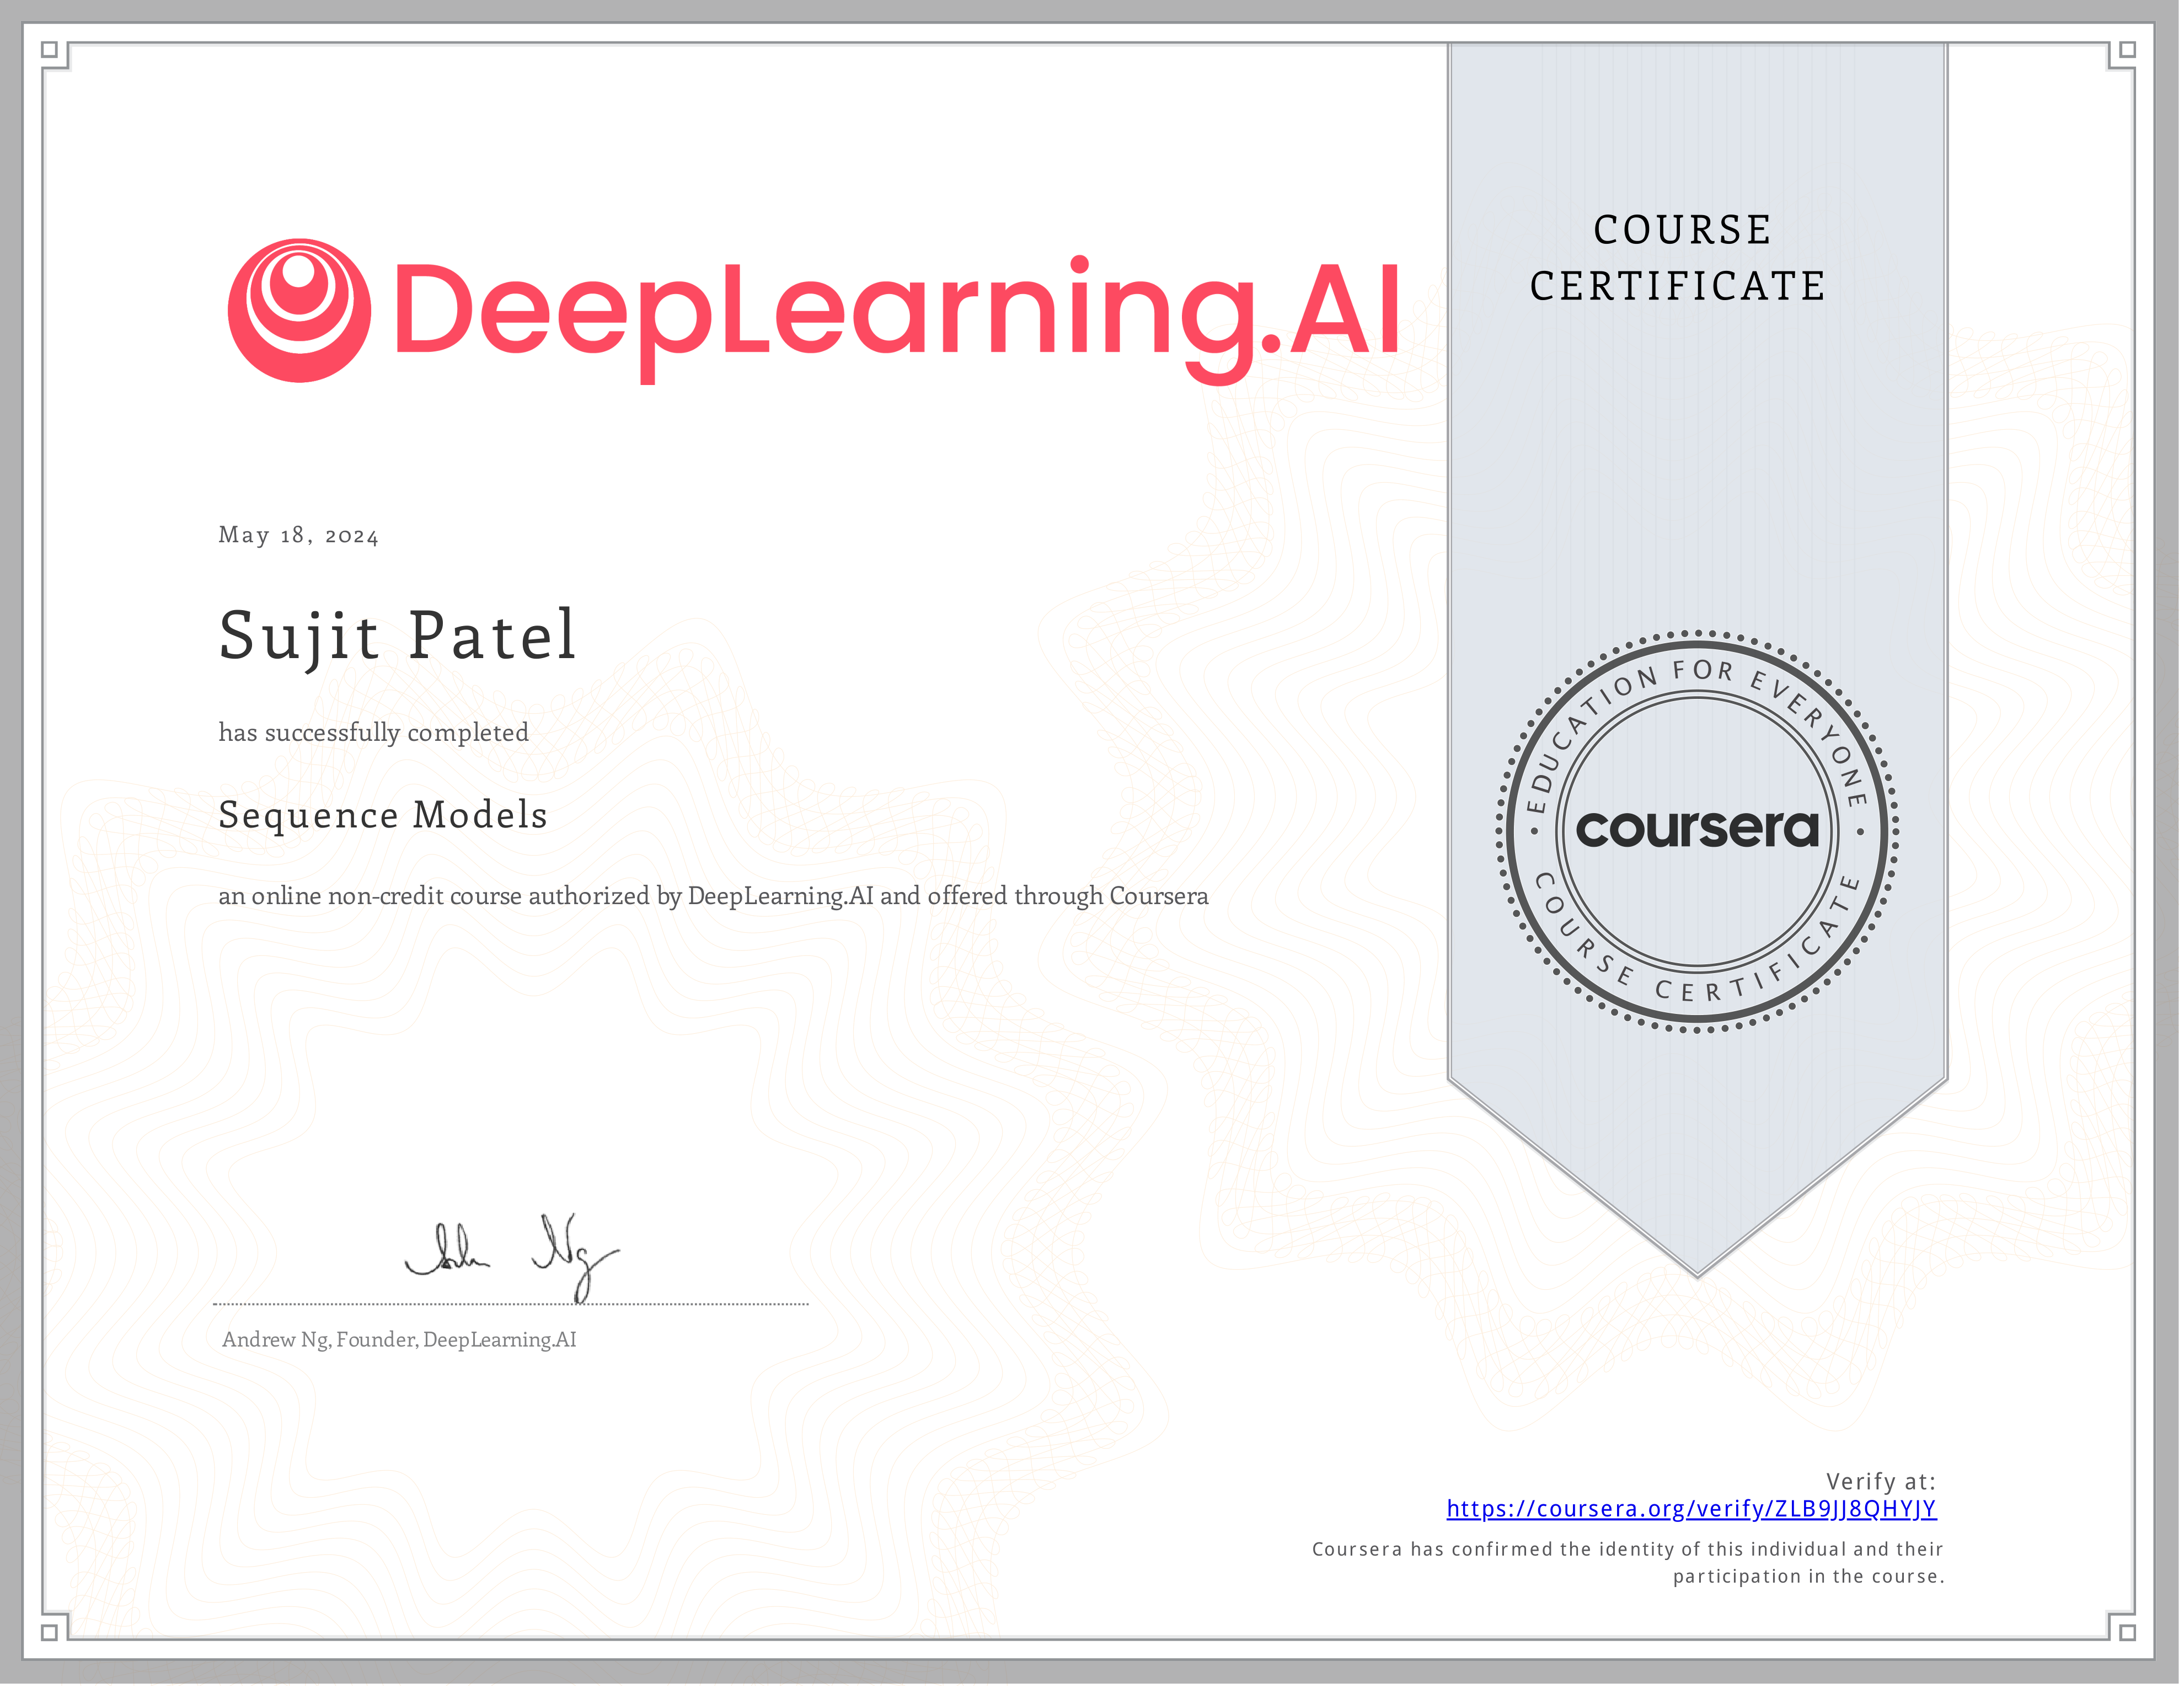 DeepLearning.AI
COURSE
CERTIFICATE
May 18, 2024
Sujit Patel
has successfully completed
Sequence Models
an online non-credit course authorized by DeepLearning.AI and offered through Coursera
EDUCATION FOR EVERYONE
coursera
COURSE CERTIFICATE
Andrew Ng, Founder, DeepLearning.AI
Verify at:
https://coursera.org/verify/ZLB9JJ8QHYJY
Coursera has confirmed the identity of this individual and their
participation in the course.